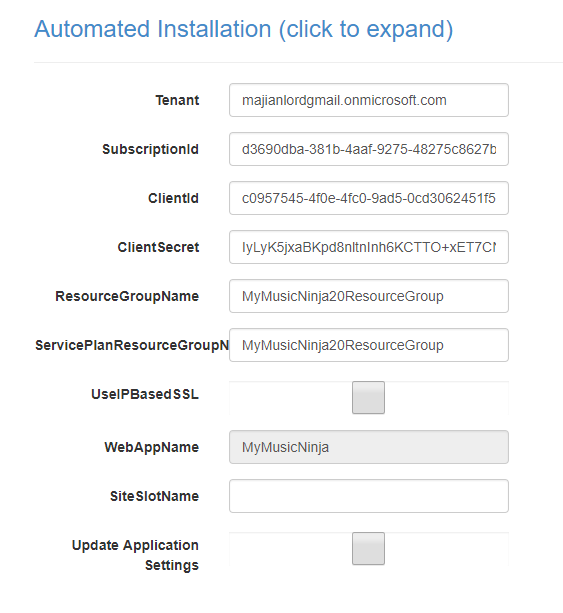 Automated Installation (click to expand)
Tenant majianlordgmail.onmicrosoft.com
SubscriptionId d3690dba-381b-4aaf-9275-48275c8627b
ClientId c0957545-4f0e-4fc0-9ad5-0cd3062451f5
ClientSecret IyLyK5jxaBKpd8nltnInh6KCTTO+xET7CN
ResourceGroupName MyMusicNinja20ResourceGroup
ServicePlanResourceGroupN MyMusicNinja20ResourceGroup
UseIPBasedSSL
WebAppName MyMusicNinja
SiteSlotName
Update Application
Settings